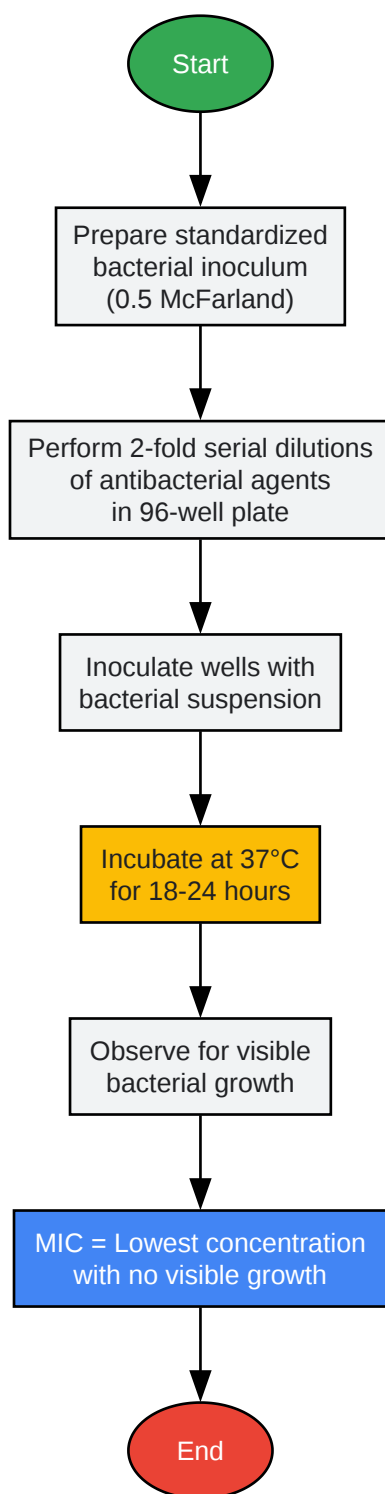 Start
Prepare standardized
bacterial inoculum
(0.5 McFarland)
Perform 2-fold serial dilutions
of antibacterial agents
in 96-well plate
Inoculate wells with
bacterial suspension
Incubate at 37°C
for 18-24 hours
Observe for visible
bacterial growth
MIC = Lowest concentration
with no visible growth
End